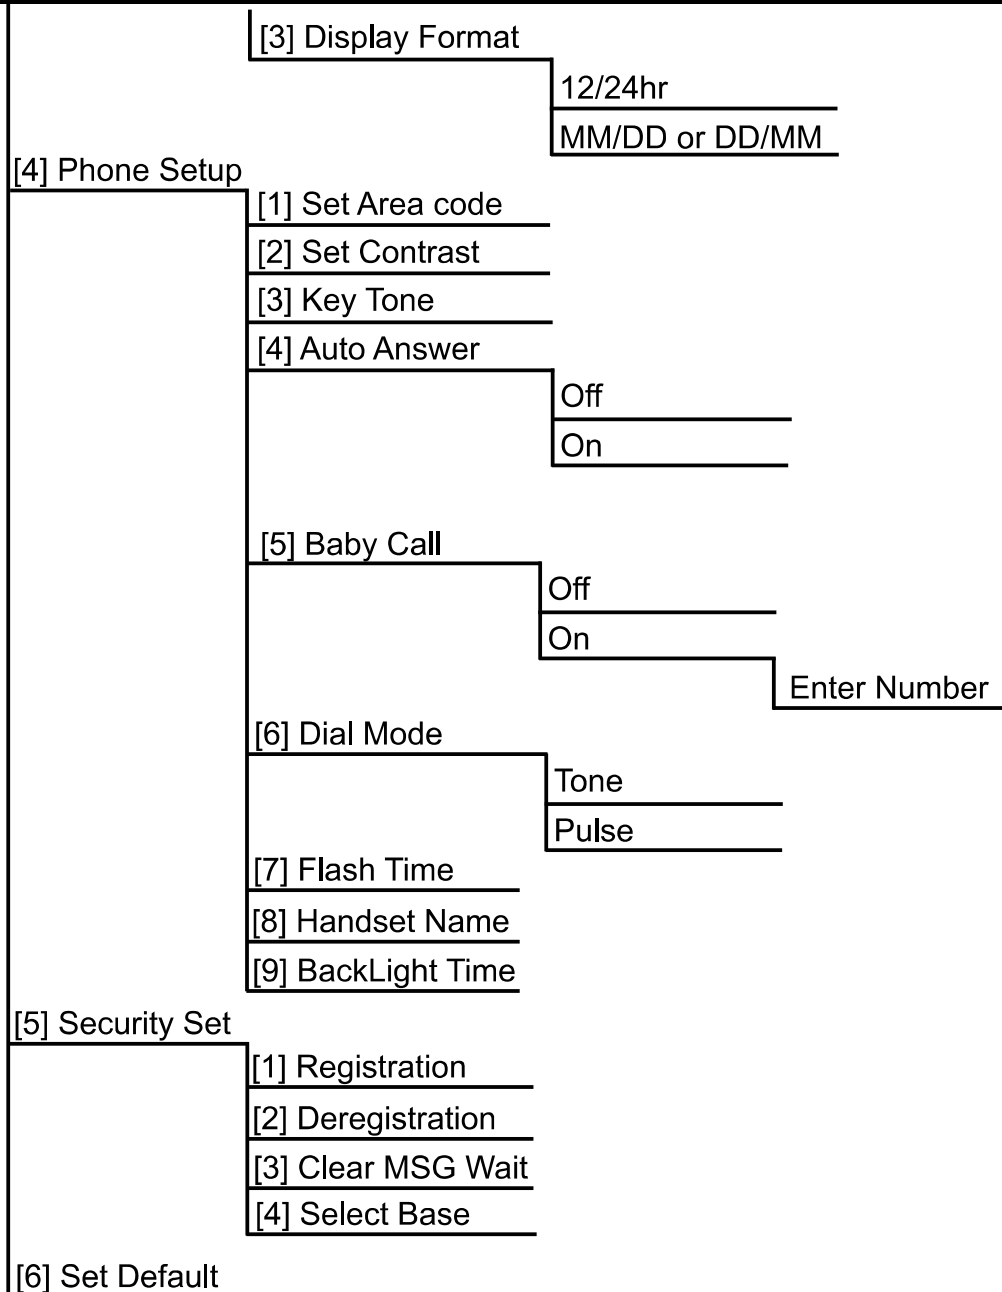 [3] Display Format
12/24hr
MM/DD or DD/MM
[4] Phone Setup
[1] Set Area code
[2] Set Contrast
[3] Key Tone
[4] Auto Answer
Off
On
[5] Baby Call
Off
On
Enter Number
[6] Dial Mode
Tone
Pulse
[7] Flash Time
[8] Handset Name
[9] BackLight Time
[5] Security Set
[1] Registration
[2] Deregistration
[3] Clear MSG Wait
[4] Select Base
[6] Set Default